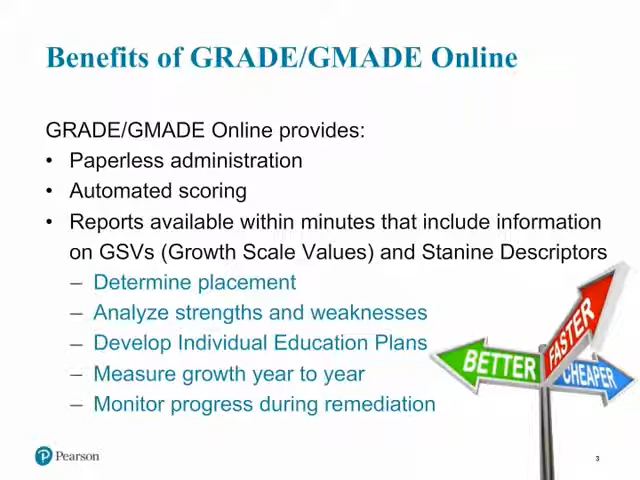 Benefits of GRADE/GMADE Online
GRADE/GMADE Online provides:
• Paperless administration
• Automated scoring
• Reports available within minutes that include information
on GSVs (Growth Scale Values) and Stanine Descriptors
– Determine placement
– Analyze strengths and weaknesses
– Develop Individual Education Plans
– Measure growth year to year
– Monitor progress during remediation
BETTER
FASTER
CHEAPER
Pearson
3